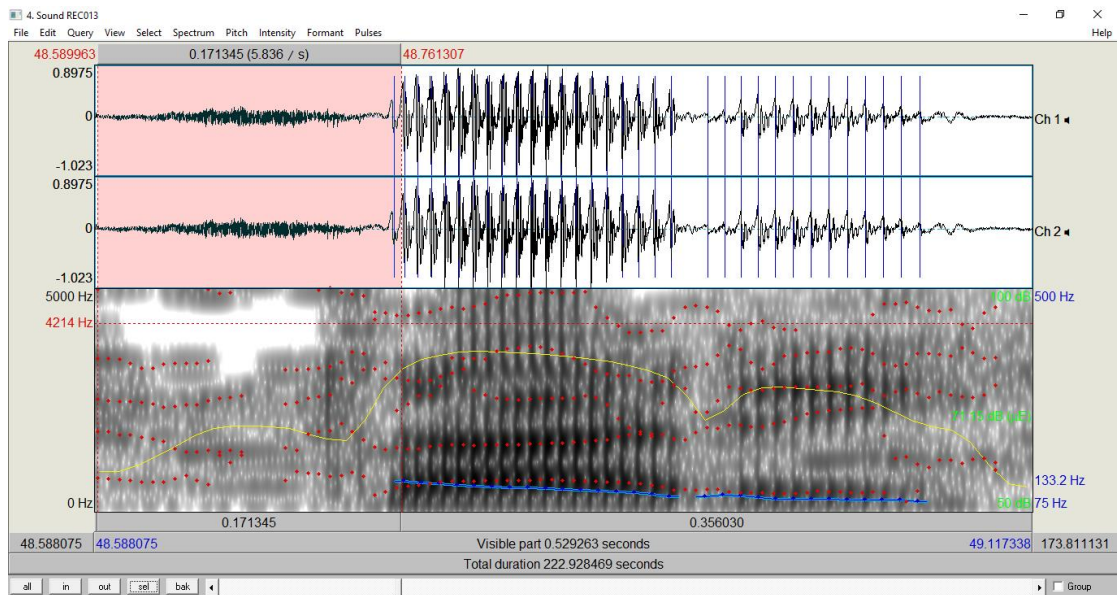 4. Sound REC013
File Edit Query View Select Spectrum Pitch Intensity Formant Pulses Help
48.589963 0.171345 (5.836 / s) 48.761307
0.8975
0
-1.023
Ch 1
0.8975
0
-1.023
Ch 2
5000 Hz 100 dB 500 Hz
4214 Hz
133.2 Hz
0 Hz 50 dB 75 Hz
0.171345 0.356030
48.588075 48.588075 Visible part 0.529263 seconds 49.117338 173.811131
Total duration 222.928469 seconds
all in out sel bak Group